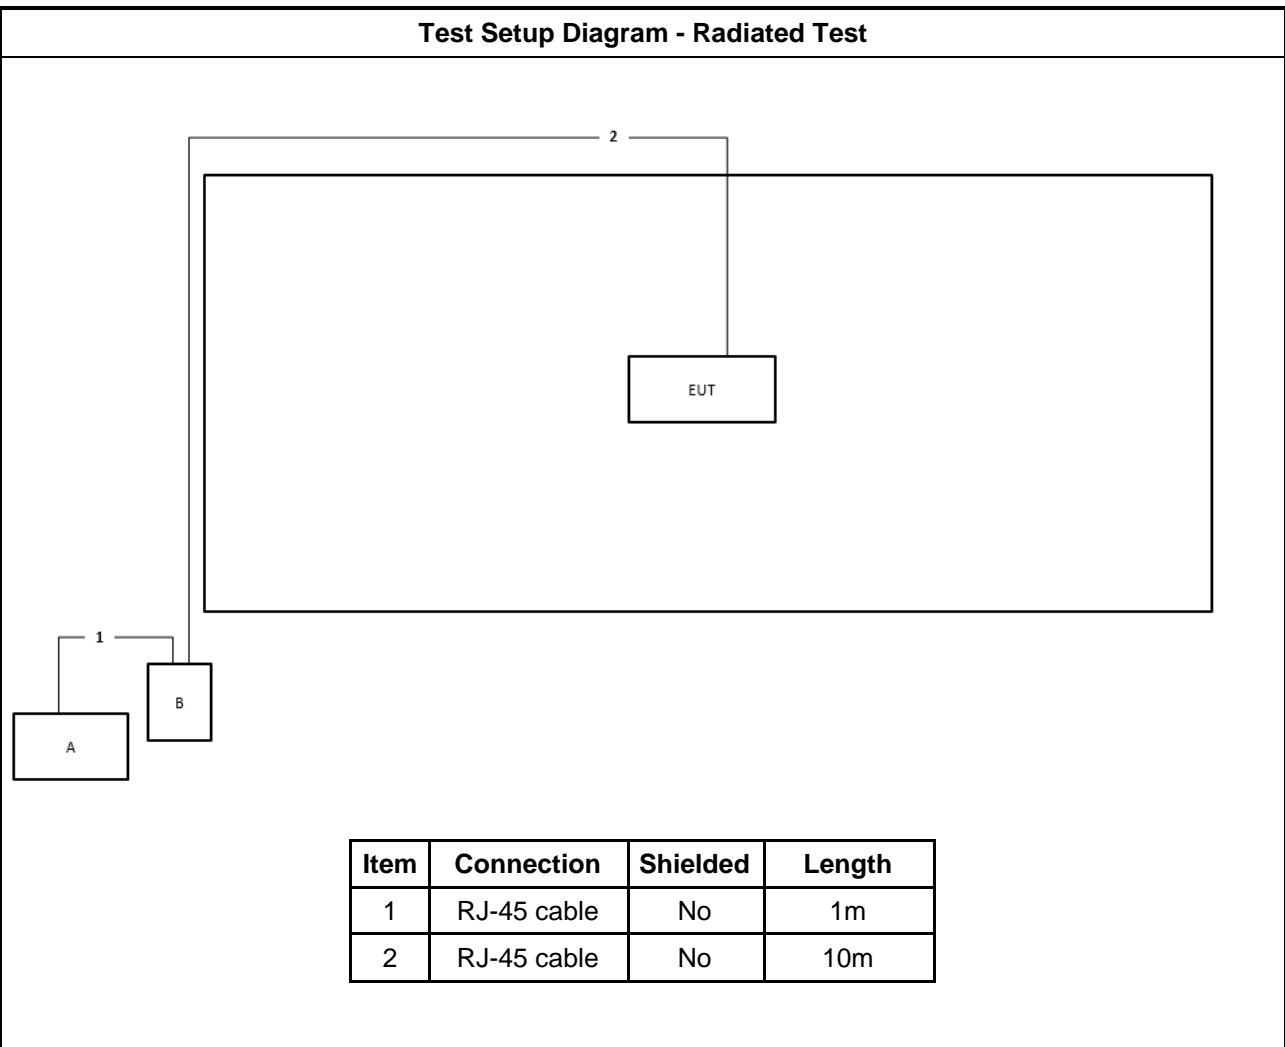 Test Setup Diagram - Radiated Test
2
EUT
1
B
A
Item Connection Shielded Length
1 RJ-45 cable No 1m
2 RJ-45 cable No 10m